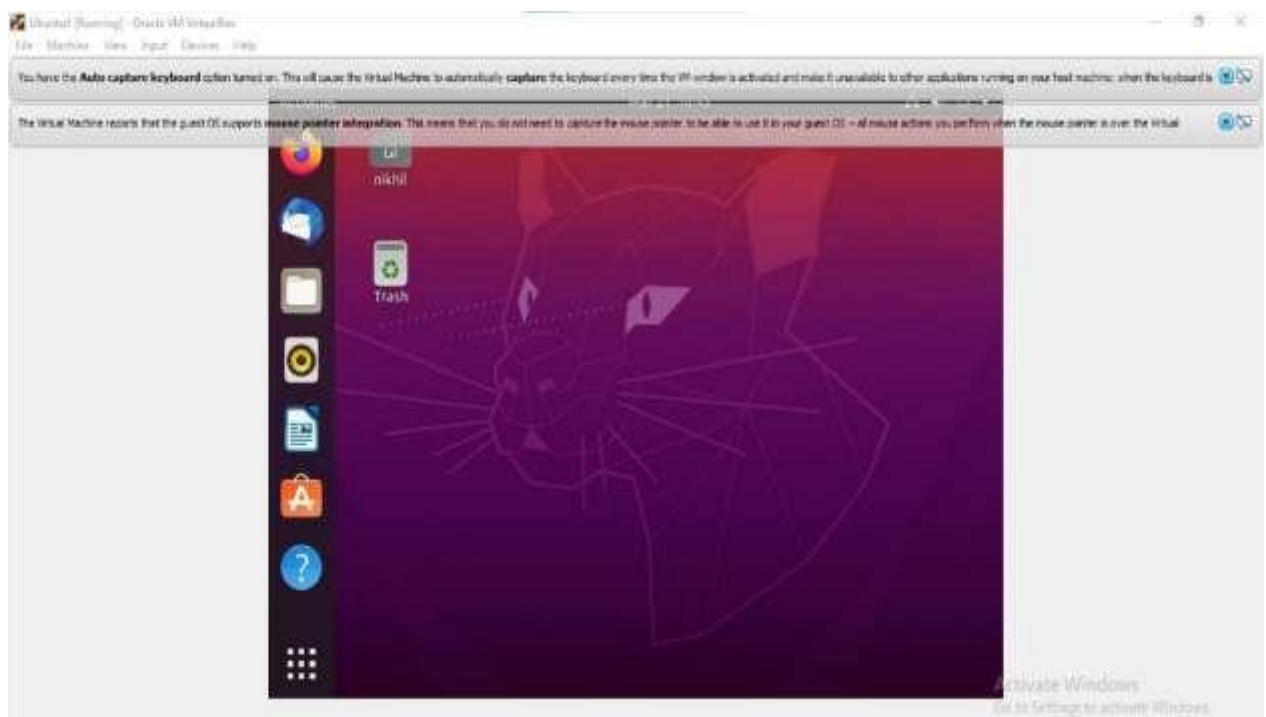 Ubuntu1 [Running] - Oracle VM VirtualBox
File Machine View Input Devices Help
You have the Auto capture keyboard option turned on. This will cause the Virtual Machine to automatically capture the keyboard every time the VM window is activated and make it unavailable to other applications running on your host machine: when the keyboard is
The Virtual Machine reports that the guest OS supports mouse pointer integration. This means that you do not need to capture the mouse pointer to be able to use it in your guest OS -- all mouse actions you perform when the mouse pointer is over the Virtual
nikhil
Trash
Activate Windows
Go to Settings to activate Windows.